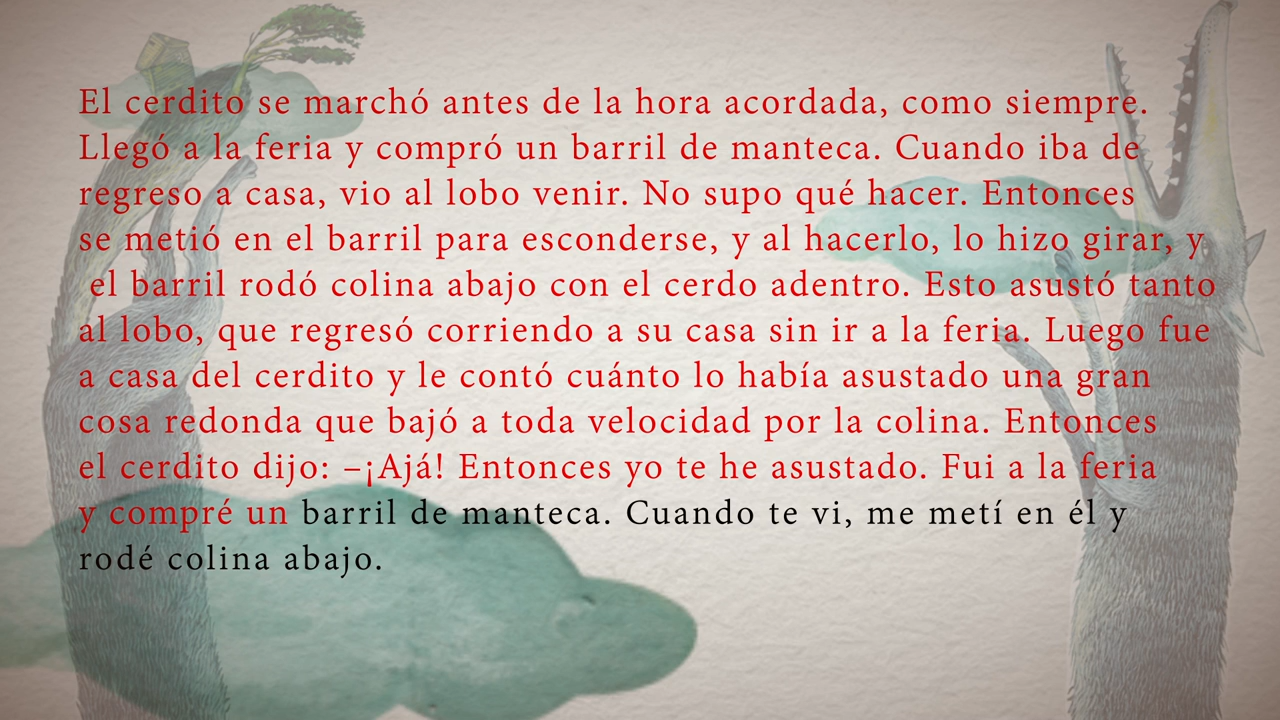 El cerdito se marchó antes de la hora acordada, como siempre.
Llegó a la feria y compró un barril de manteca. Cuando iba de
regreso a casa, vio al lobo venir. No supo qué hacer. Entonces
se metió en el barril para esconderse, y al hacerlo, lo hizo girar, y
el barril rodó colina abajo con el cerdo adentro. Esto asustó tanto
al lobo, que regresó corriendo a su casa sin ir a la feria. Luego fue
a casa del cerdito y le contó cuánto lo había asustado una gran
cosa redonda que bajó a toda velocidad por la colina. Entonces
el cerdito dijo: –¡Ajá! Entonces yo te he asustado. Fui a la feria
y compré un barril de manteca. Cuando te vi, me metí en él y
rodé colina abajo.